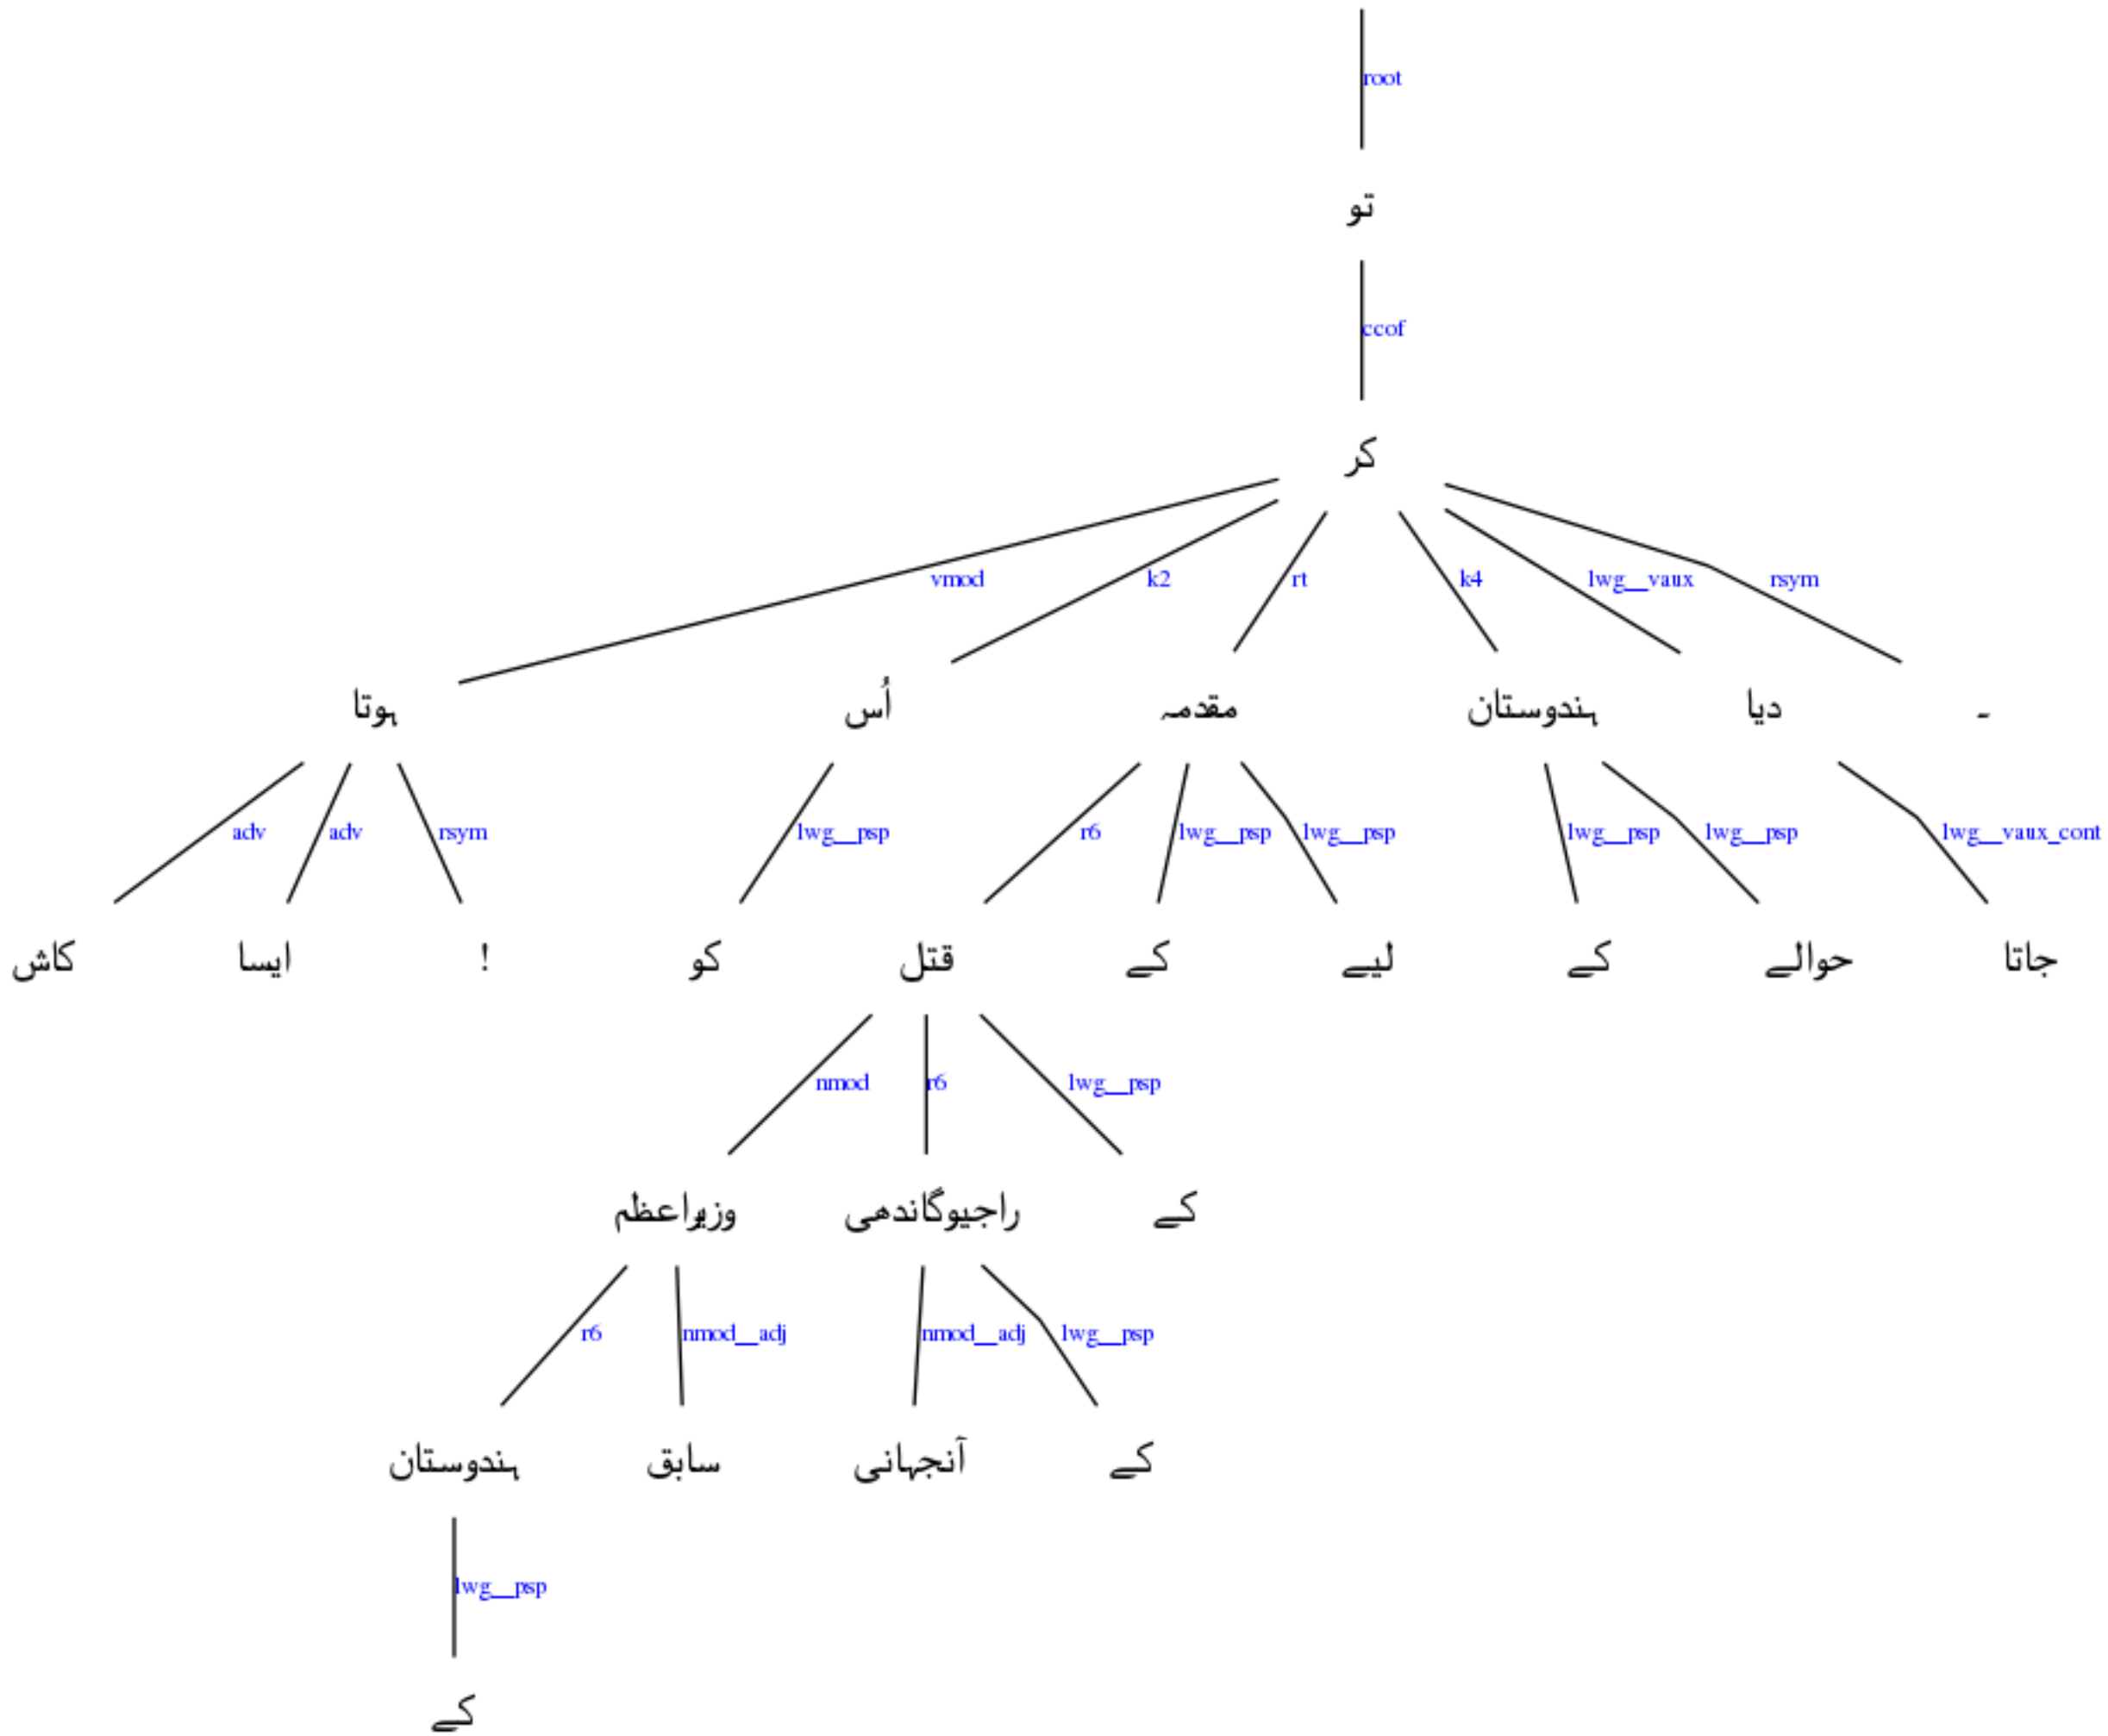 root
تو
ccof
کر
vmod k2 rt k4 lwg__vaux rsym
ہوتا اُس مقدمہ ہندوستان دیا ۔
adv adv rsym lwg__psp r6 lwg__psp lwg__psp lwg__psp lwg__psp lwg__vaux_cont
کاش ایسا ! کو قتل کے لیے کے حوالے جاتا
nmod r6 lwg__psp
وزیراعظم راجیوگاندھی کے
r6 nmod__adj nmod__adj lwg__psp
ہندوستان سابق آنجہانی کے
lwg__psp
کے